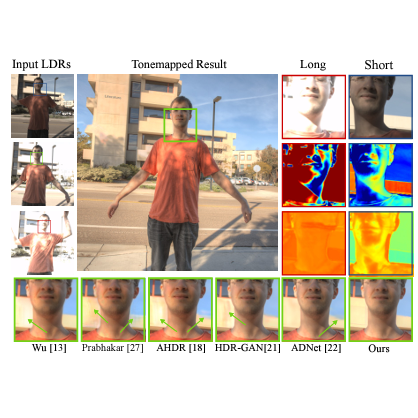 Input LDRs
Tonemapped Result
Long
Short
Wu [13]
Prabhakar [27]
AHDR [18]
HDR-GAN[21]
ADNet [22]
Ours